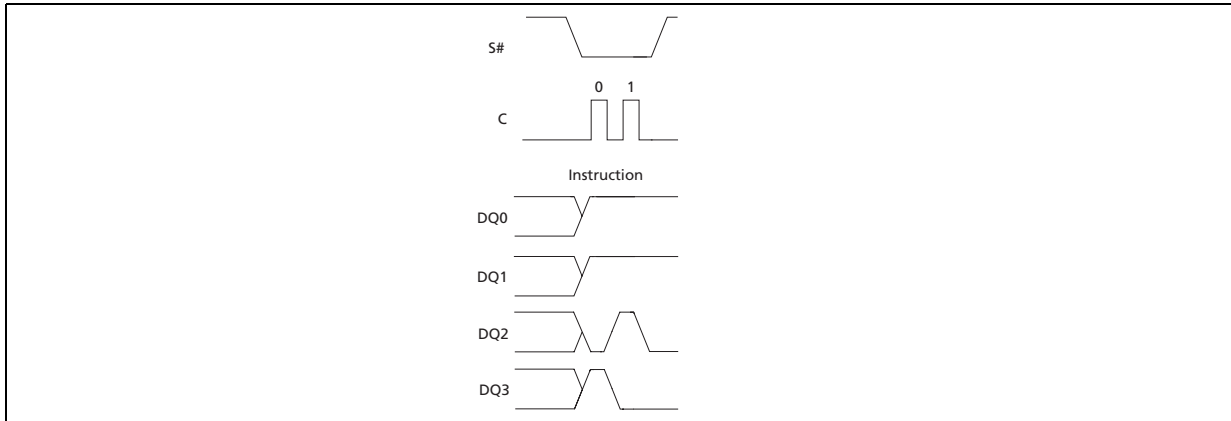 S#
0 1
C
Instruction
DQ0
DQ1
DQ2
DQ3